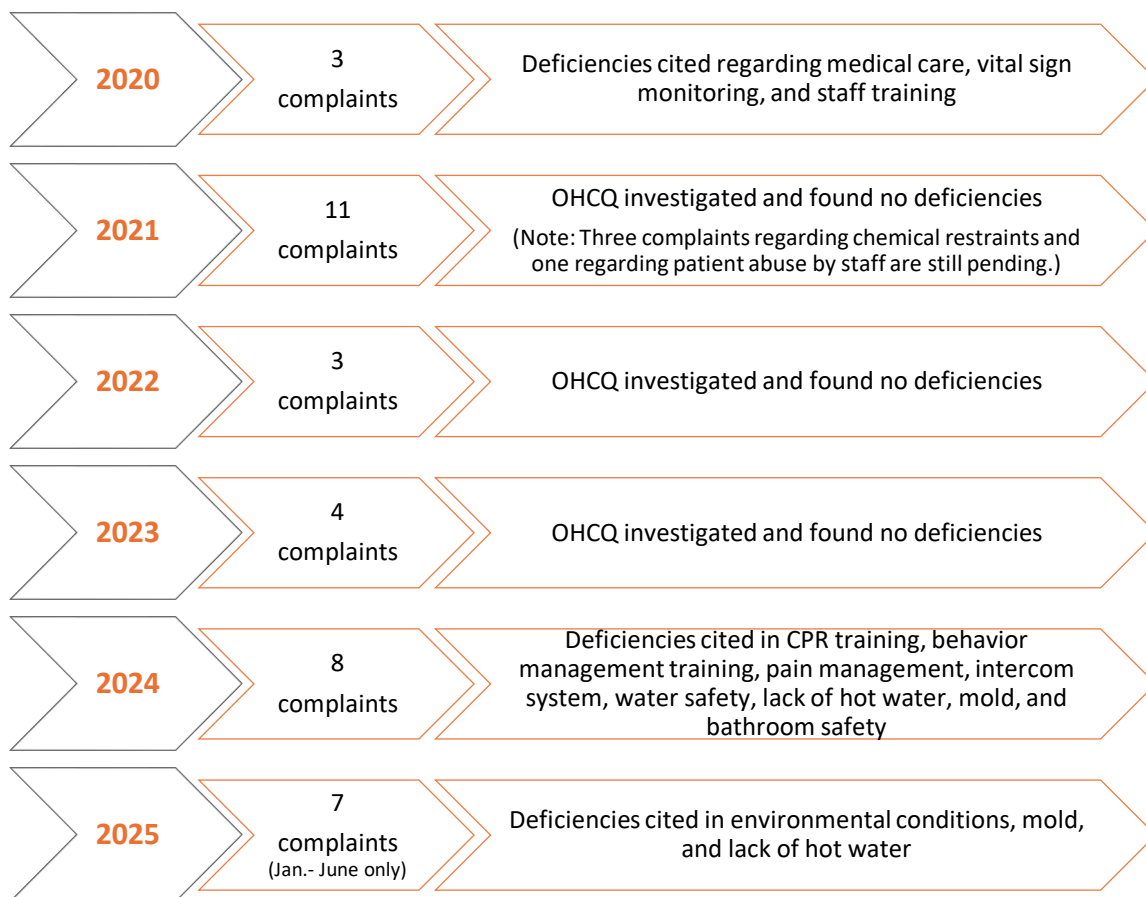 2020
3
complaints
Deficiencies cited regarding medical care, vital sign
monitoring, and staff training
2021
11
complaints
OHCQ investigated and found no deficiencies
(Note: Three complaints regarding chemical restraints and
one regarding patient abuse by staff are still pending.)
2022
3
complaints
OHCQ investigated and found no deficiencies
2023
4
complaints
OHCQ investigated and found no deficiencies
2024
8
complaints
Deficiencies cited in CPR training, behavior
management training, pain management, intercom
system, water safety, lack of hot water, mold, and
bathroom safety
2025
7
complaints
(Jan.- June only)
Deficiencies cited in environmental conditions, mold,
and lack of hot water